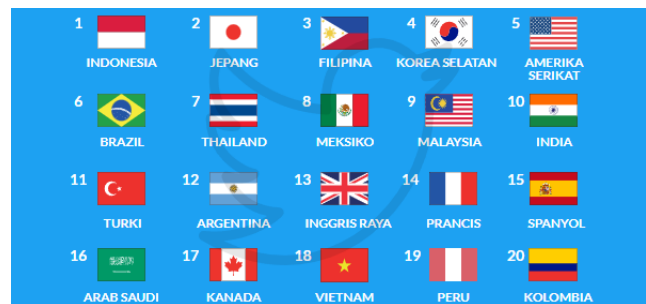 1 2 3 4 5
INDONESIA JEPANG FILIPINA KOREA SELATAN AMERIKA
SERIKAT
6 7 8 9 10
BRAZIL THAILAND MEKSIKO MALAYSIA INDIA
11 12 13 14 15
TURKI ARGENTINA INGGRIS RAYA PRANCIS SPANYOL
16 17 18 19 20
ARAB SAUDI KANADA VIETNAM PERU KOLOMBIA